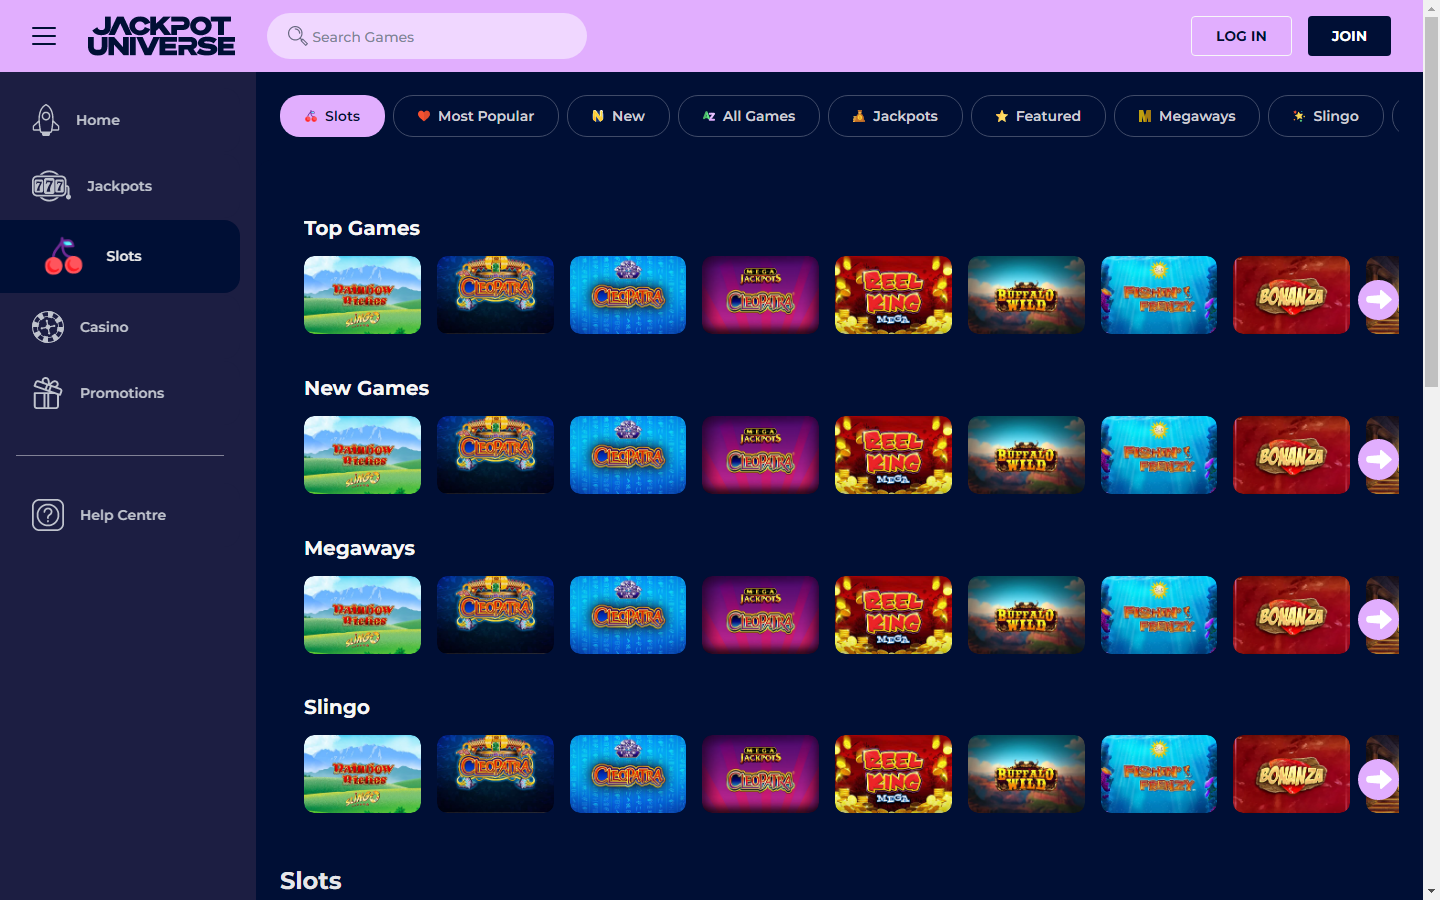 JACKPOT
UNIVERSE
Search Games
LOG IN
JOIN
Home
Jackpots
Slots
Casino
Promotions
Help Centre
Slots
Most Popular
New
All Games
Jackpots
Featured
Megaways
Slingo
Top Games
Rainbow
Riches
SLINGO
CLEOPATRA
CLEOPATRA
MEGA
JACKPOTS
CLEOPATRA
REEL
KING
MEGA
BUFFALO
WILD
FISHIN'
FRENZY
BONANZA
New Games
Rainbow
Riches
SLINGO
CLEOPATRA
CLEOPATRA
MEGA
JACKPOTS
CLEOPATRA
REEL
KING
MEGA
BUFFALO
WILD
FISHIN'
FRENZY
BONANZA
Megaways
Rainbow
Riches
SLINGO
CLEOPATRA
CLEOPATRA
MEGA
JACKPOTS
CLEOPATRA
REEL
KING
MEGA
BUFFALO
WILD
FISHIN'
FRENZY
BONANZA
Slingo
Rainbow
Riches
SLINGO
CLEOPATRA
CLEOPATRA
MEGA
JACKPOTS
CLEOPATRA
REEL
KING
MEGA
BUFFALO
WILD
FISHIN'
FRENZY
BONANZA
Slots